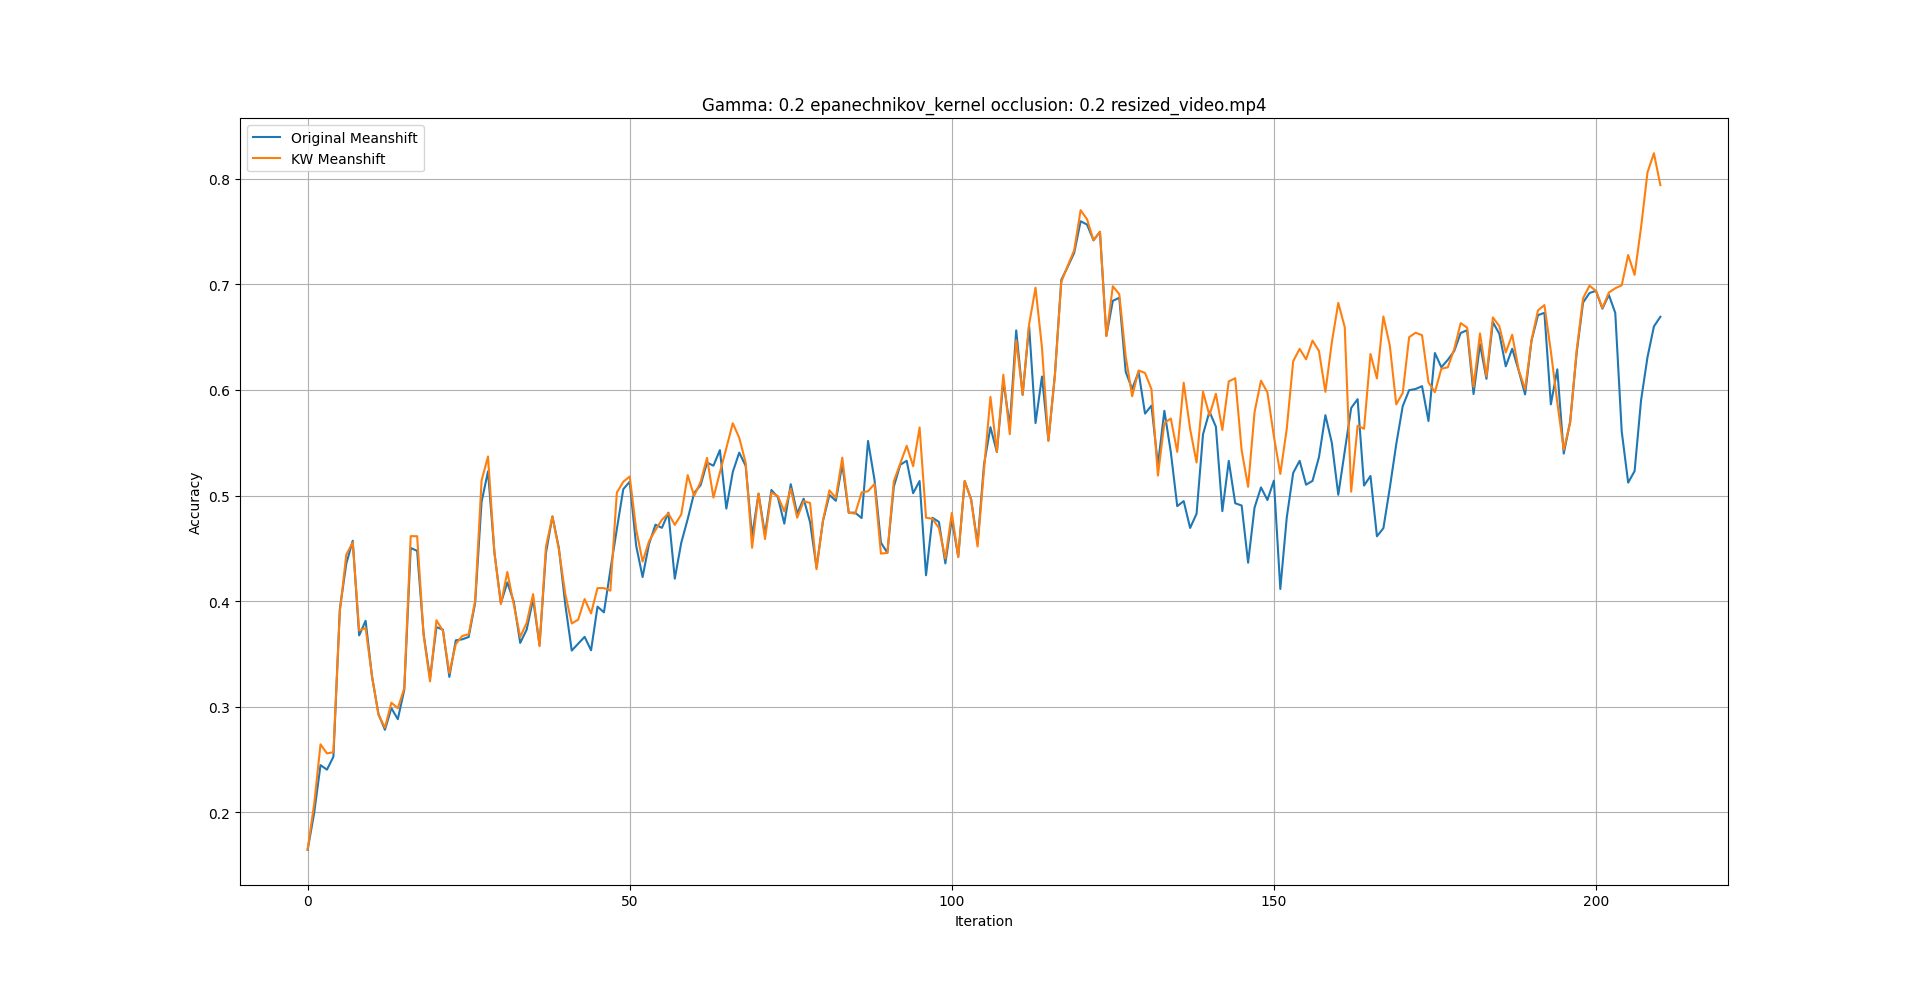 Gamma: 0.2 epanechnikov_kernel occlusion: 0.2 resized_video.mp4
Original Meanshift
KW Meanshift
0.8
0.7
0.6
0.5
0.4
0.3
0.2
Accuracy
0 50 100 150 200
Iteration